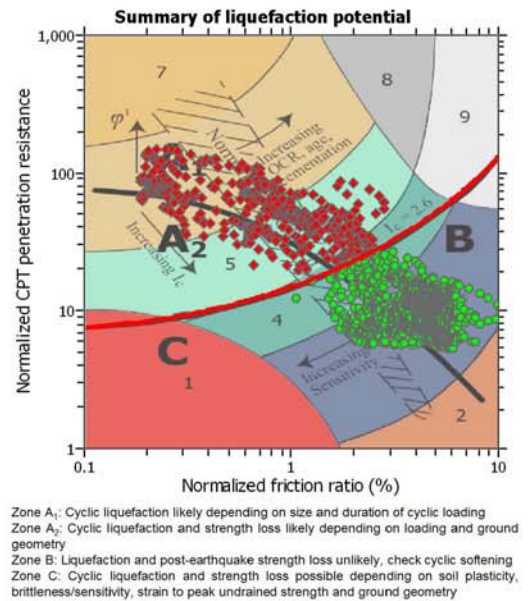 Summary of liquefaction potential
1,000
7
8
9
φ'
Increasing
OCR, age,
cementation
100
A₁
Ic = 2.6
B
A₂
Increasing Ic
5
10
4
C
1
Increasing
Sensitivity
2
1
0.1
1
10
Normalized CPT penetration resistance
Normalized friction ratio (%)
Zone A₁: Cyclic liquefaction likely depending on size and duration of cyclic loading
Zone A₂: Cyclic liquefaction and strength loss likely depending on loading and ground
geometry
Zone B: Liquefaction and post-earthquake strength loss unlikely, check cyclic softening
Zone C: Cyclic liquefaction and strength loss possible depending on soil plasticity,
brittleness/sensitivity, strain to peak undrained strength and ground geometry